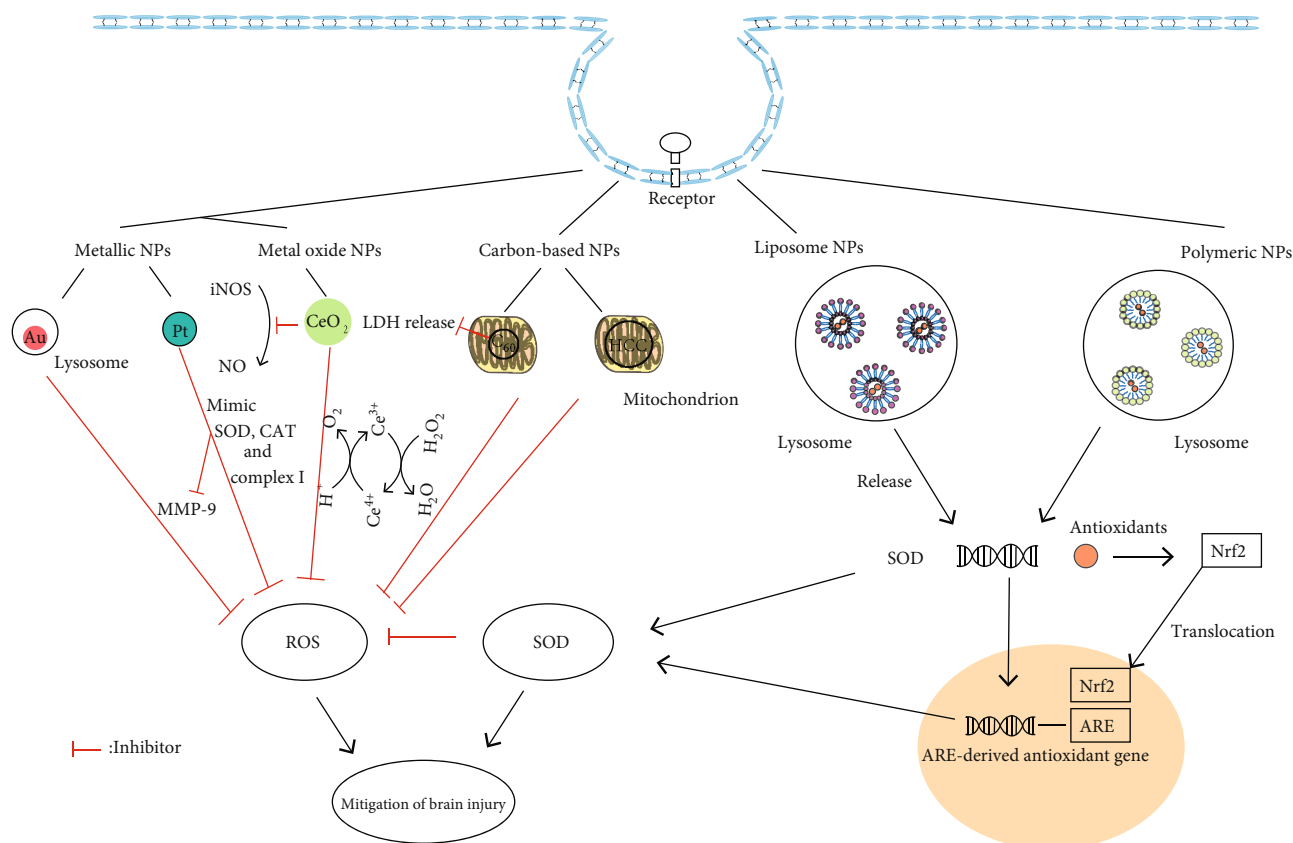 Receptor
Metallic NPs
Metal oxide NPs
Carbon-based NPs
Liposome NPs
Polymeric NPs
Au
Lysosome
Pt
iNOS
NO
CeO₂
LDH release
C₆₀
HCC
Mitochondrion
Lysosome
Lysosome
Mimic
SOD, CAT
and
complex I
MMP-9
O₂
H⁺
Ce³⁺
Ce⁴⁺
H₂O₂
H₂O
Release
SOD
Antioxidants
Nrf2
Translocation
ROS
SOD
Nrf2
ARE
ARE-derived antioxidant gene
:Inhibitor
Mitigation of brain injury